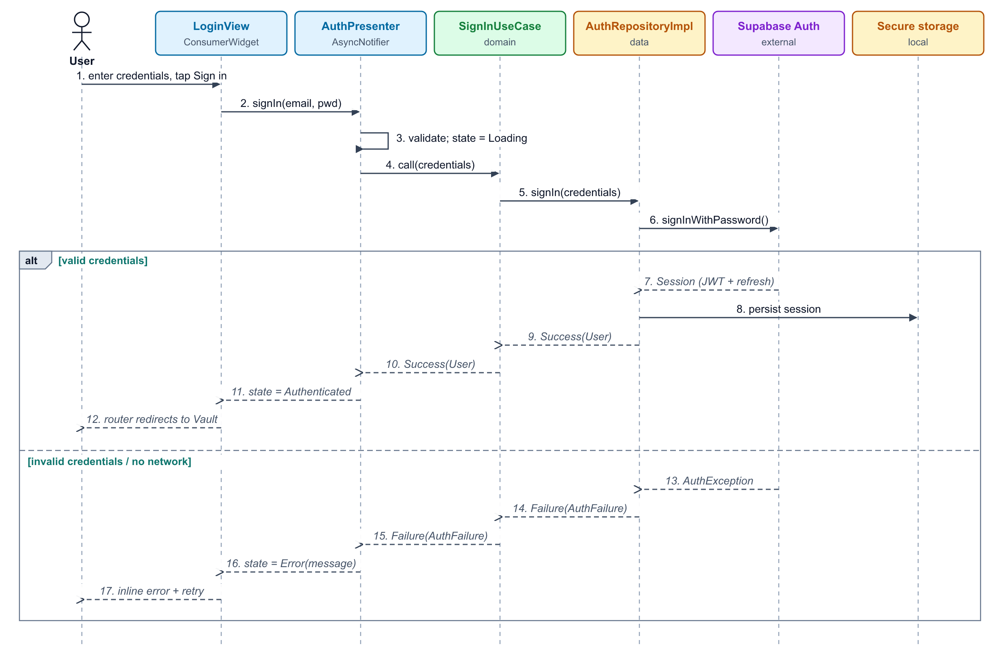 LoginView
ConsumerWidget
AuthPresenter
AsyncNotifier
SignInUseCase
domain
AuthRepositoryImpl
data
Supabase Auth
external
Secure storage
local
User
1. enter credentials, tap Sign in
2. signIn(email, pwd)
3. validate; state = Loading
4. call(credentials)
5. signIn(credentials)
6. signInWithPassword()
alt [valid credentials]
7. Session (JWT + refresh)
8. persist session
9. Success(User)
10. Success(User)
11. state = Authenticated
12. router redirects to Vault
[invalid credentials / no network]
13. AuthException
14. Failure(AuthFailure)
15. Failure(AuthFailure)
16. state = Error(message)
17. inline error + retry